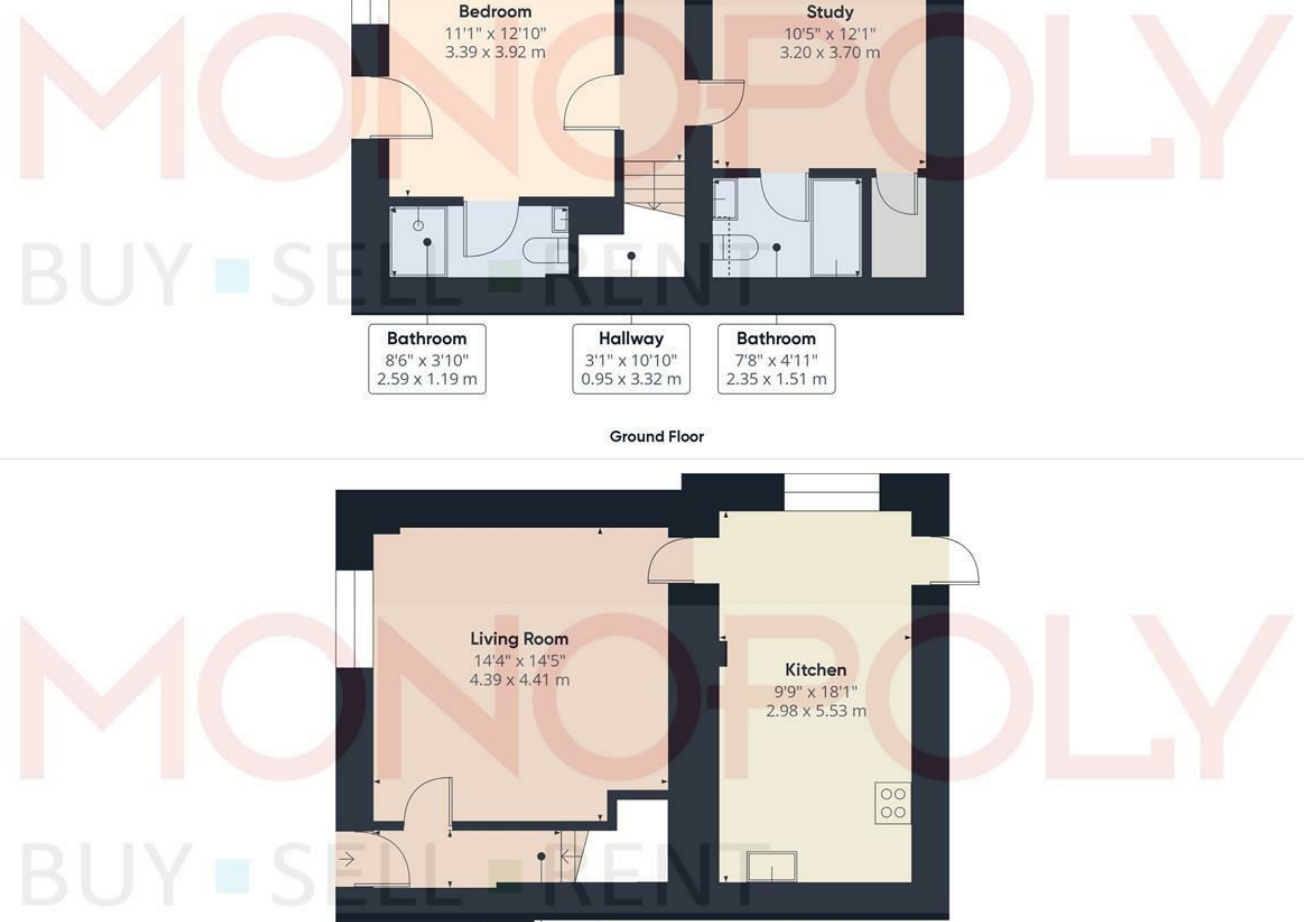 Bedroom
11'1" x 12'10"
3.39 x 3.92 m
Study
10'5" x 12'1"
3.20 x 3.70 m
MONOPOLY
BUY SELL RENT
Bathroom
8'6" x 3'10"
2.59 x 1.19 m
Hallway
3'1" x 10'10"
0.95 x 3.32 m
Bathroom
7'8" x 4'11"
2.35 x 1.51 m
Ground Floor
Living Room
14'4" x 14'5"
4.39 x 4.41 m
Kitchen
9'9" x 18'1"
2.98 x 5.53 m
MONOPOLY
BUY SELL RENT